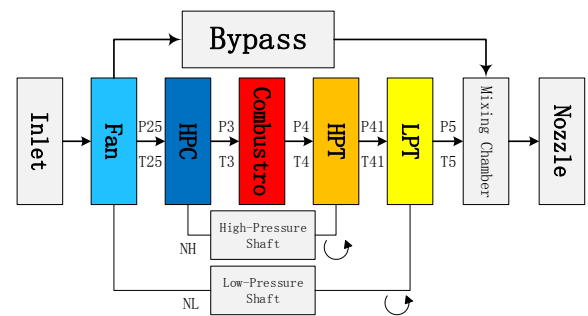 Bypass
Inlet
Fan
P25
T25
HPC
P3
T3
Combustro
P4
T4
HPT
P41
T41
LPT
P5
T5
Mixing Chamber
Nozzle
NH
High-Pressure
Shaft
NL
Low-Pressure
Shaft